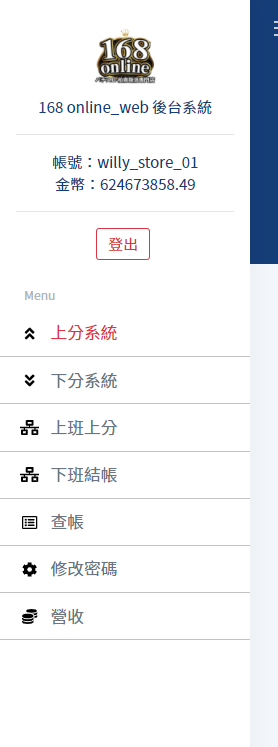 168
online
168 online_web 後台系統
帳號：willy_store_01
金幣：624673858.49
登出
Menu
上分系統
下分系統
上班上分
下班結帳
查帳
修改密碼
營收